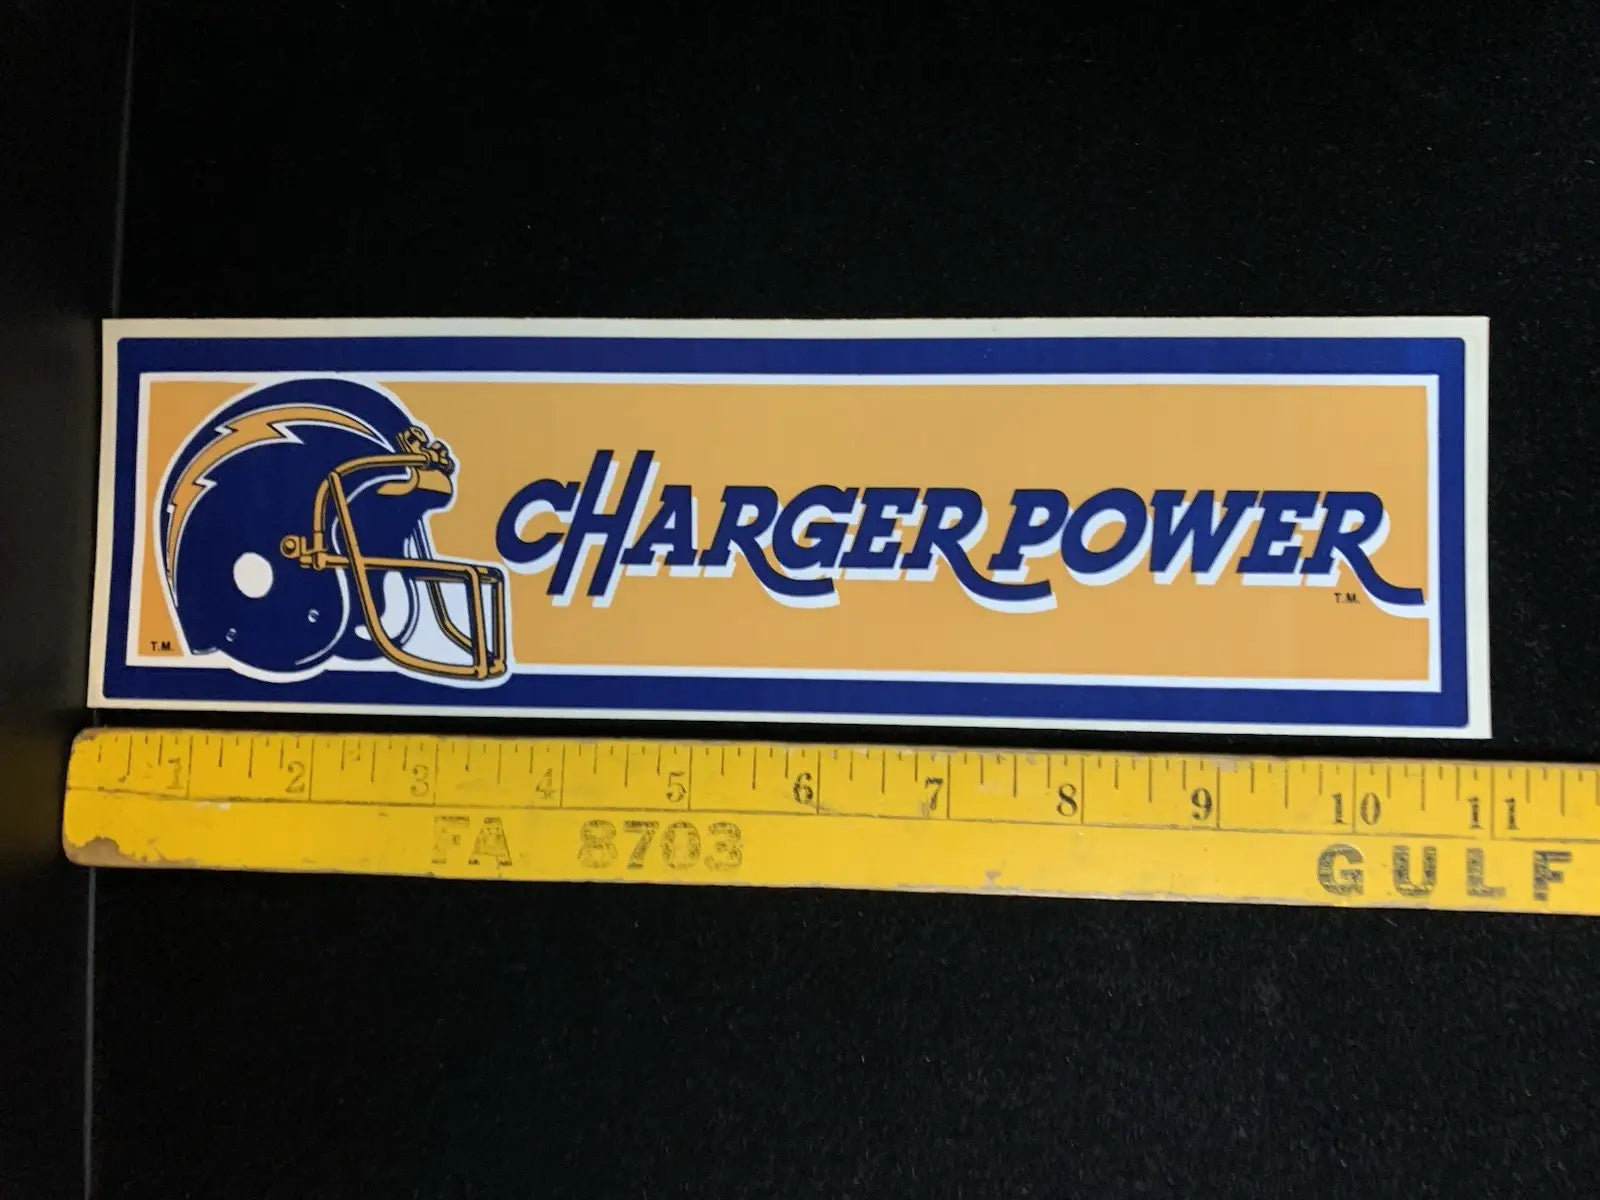 CHARGER POWER
T.M.
T.M.
1 2 3 4 5 6 7 8 9 10 11
FA 8703 GULF